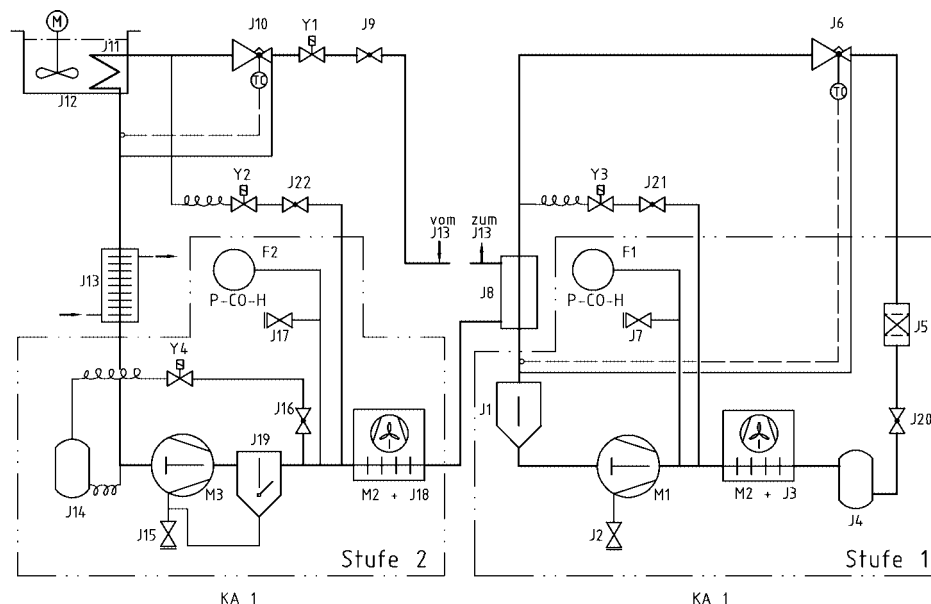 M
J10
Y1
J9
J6
J11
TC
TC
J12
Y2
J22
Y3
J21
vom
J13
zum
J13
F2
F1
J13
J8
P-CO-H
P-CO-H
J5
J17
J7
Y4
J16
J1
J20
J19
M3
M2 + J18
M1
M2 + J3
J14
J4
J15
J2
Stufe 2
Stufe 1
KA 1
KA 1